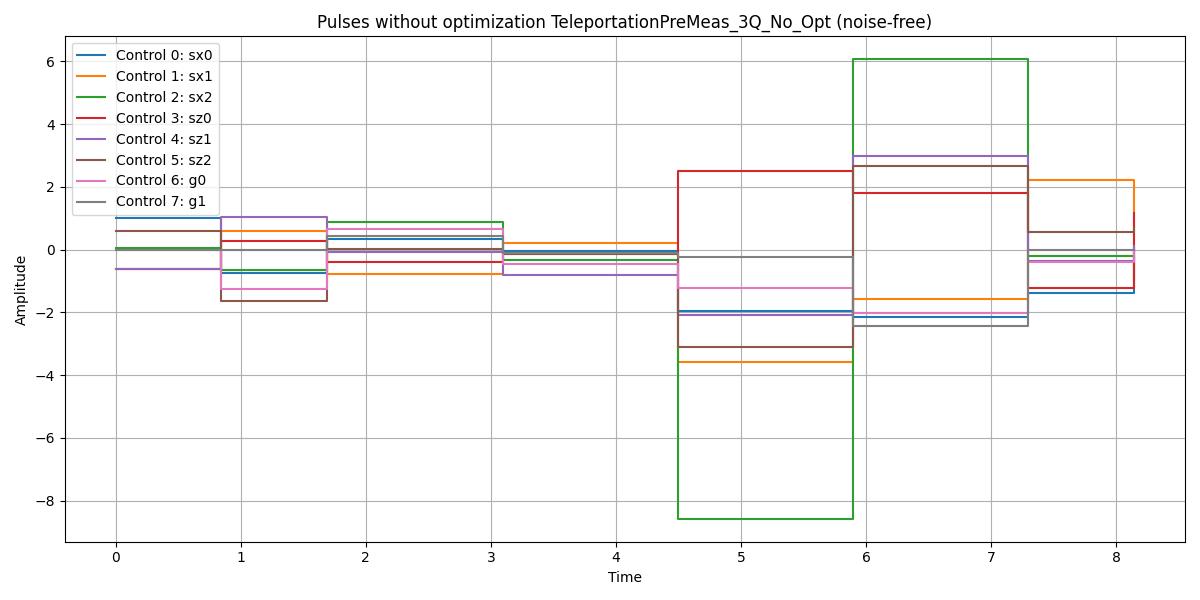 Pulses without optimization TeleportationPreMeas_3Q_No_Opt (noise-free)
Control 0: sx0
Control 1: sx1
Control 2: sx2
Control 3: sz0
Control 4: sz1
Control 5: sz2
Control 6: g0
Control 7: g1
Amplitude
6
4
2
0
−2
−4
−6
−8
0 1 2 3 4 5 6 7 8
Time